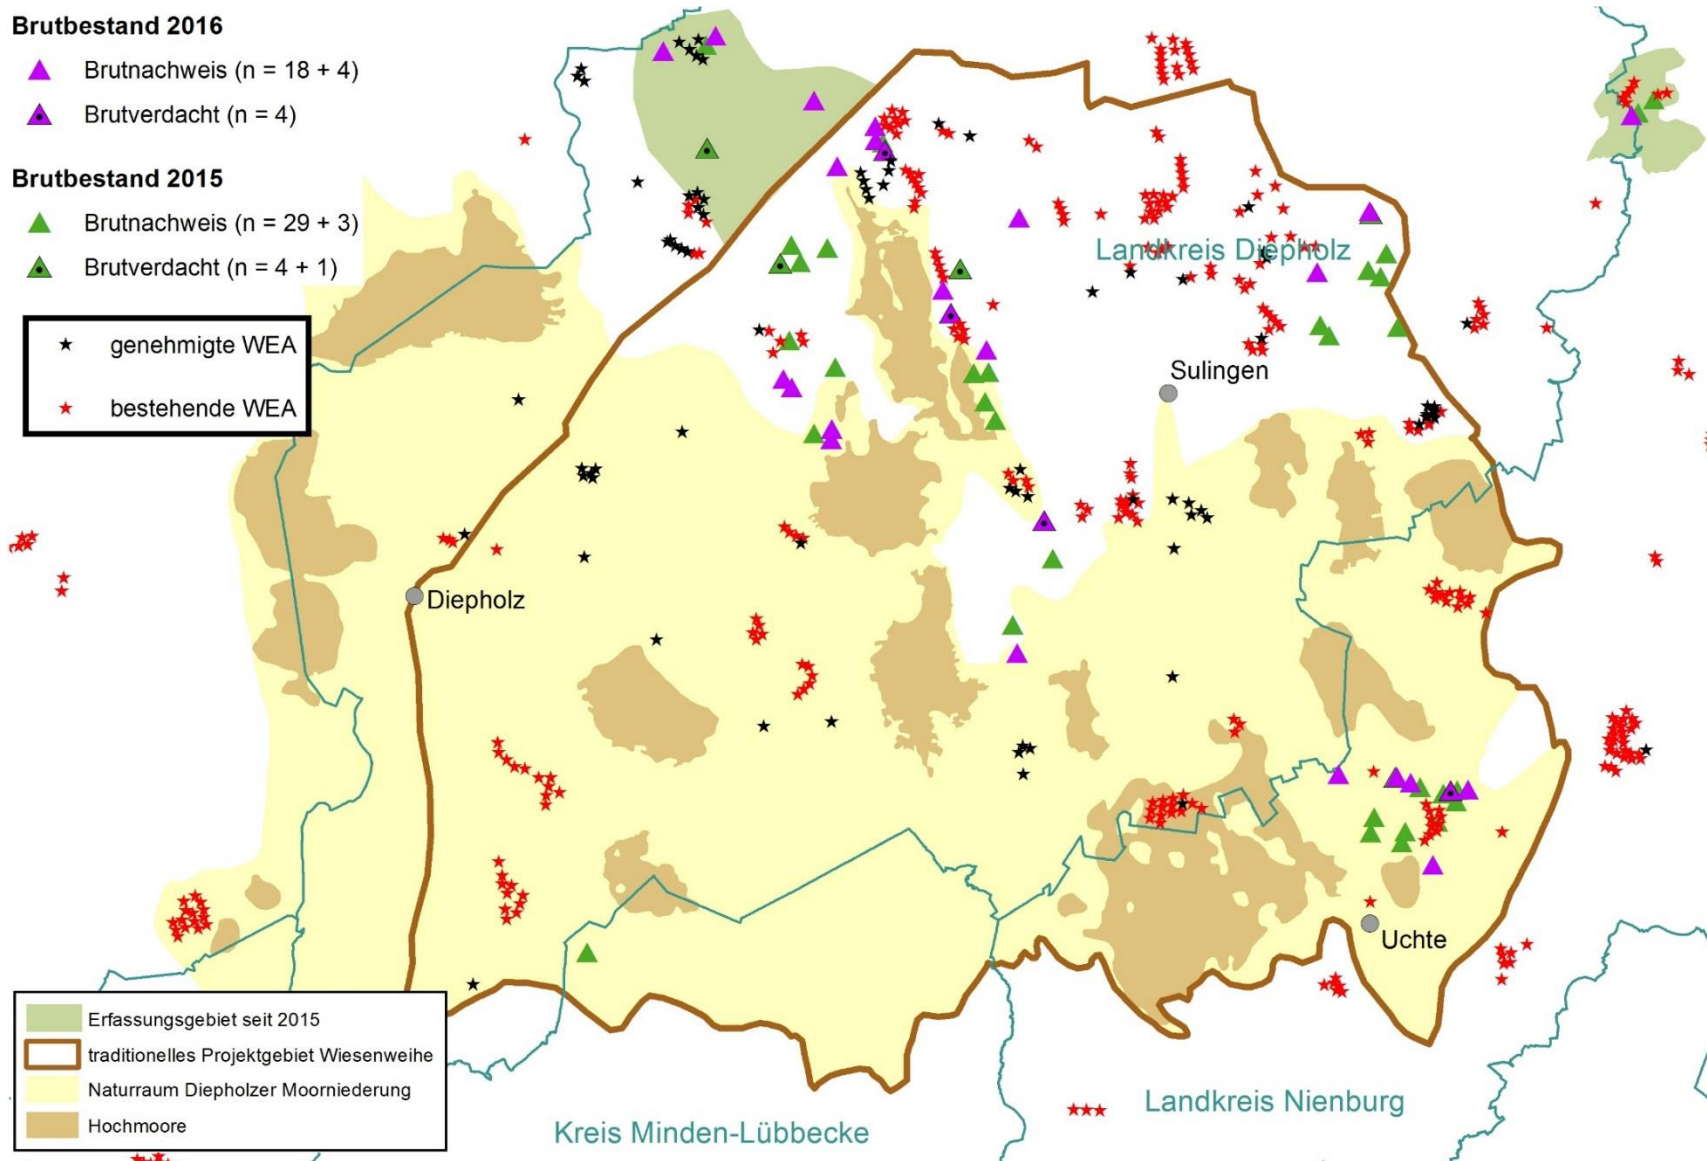 Brutbestand 2016
Brutnachweis (n = 18 + 4)
Brutverdacht (n = 4)
Brutbestand 2015
Brutnachweis (n = 29 + 3)
Brutverdacht (n = 4 + 1)
genehmigte WEA
bestehende WEA
Landkreis Diepholz
Sulingen
Diepholz
Uchte
Erfassungsgebiet seit 2015
traditionelles Projektgebiet Wiesenweihe
Naturraum Diepholzer Moorniederung
Hochmoore
Landkreis Nienburg
Kreis Minden-Lübbecke